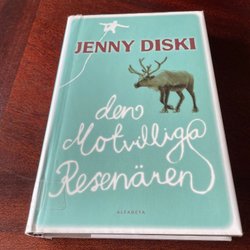 JENNY DISKI
den
Motvilliga
Resenären
ALFABETA